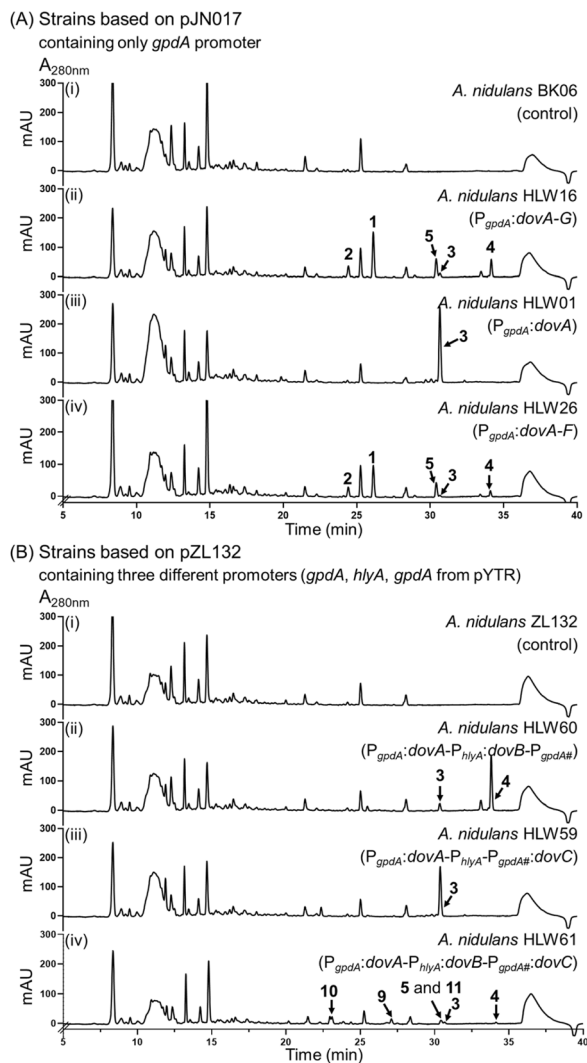 (A) Strains based on pJN017
containing only gpdA promoter
A280nm
300
200
100
0
mAU
(i)
A. nidulans BK06
(control)
300
200
100
0
mAU
(ii)
A. nidulans HLW16
(PgpdA:dovA-G)
2
1
5
3
4
300
200
100
0
mAU
(iii)
A. nidulans HLW01
(PgpdA:dovA)
3
300
200
100
0
mAU
(iv)
A. nidulans HLW26
(PgpdA:dovA-F)
2
1
5
3
4
5 10 15 20 25 30 35 40
Time (min)
(B) Strains based on pZL132
containing three different promoters (gpdA, hlyA, gpdA from pYTR)
A280nm
300
200
100
0
mAU
(i)
A. nidulans ZL132
(control)
300
200
100
0
mAU
(ii)
A. nidulans HLW60
(PgpdA:dovA-PhlyA:dovB-PgpdA#)
3
4
300
200
100
0
mAU
(iii)
A. nidulans HLW59
(PgpdA:dovA-PhlyA-PgpdA#:dovC)
3
300
200
100
0
mAU
(iv)
A. nidulans HLW61
(PgpdA:dovA-PhlyA:dovB-PgpdA#:dovC)
10
9
5 and 11
3
4
5 10 15 20 25 30 35 40
Time (min)